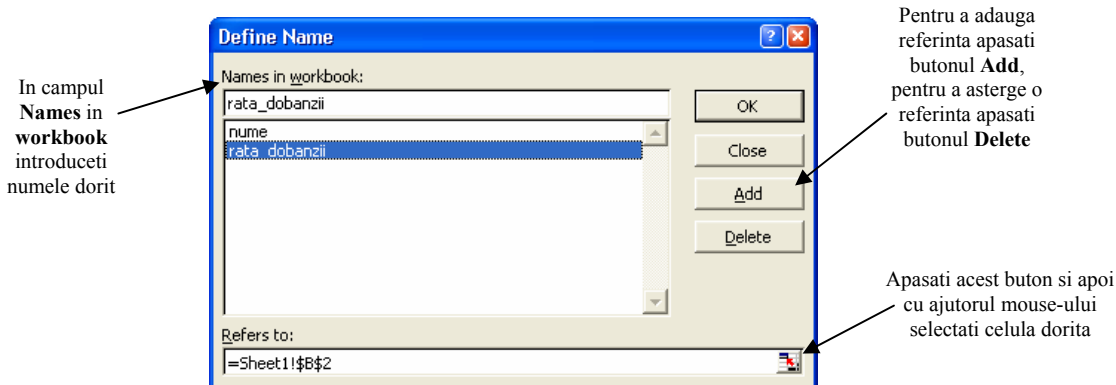 Define Name
Names in workbook:
rata_dobanzii
nume
rata_dobanzii
OK
Close
Add
Delete
Refers to:
=Sheet1!$B$2
In campul
Names in
workbook
introduceti
numele dorit
Pentru a adauga
referinta apasati
butonul Add,
pentru a asterge o
referinta apasati
butonul Delete
Apasati acest buton si apoi
cu ajutorul mouse-ului
selectati celula dorita